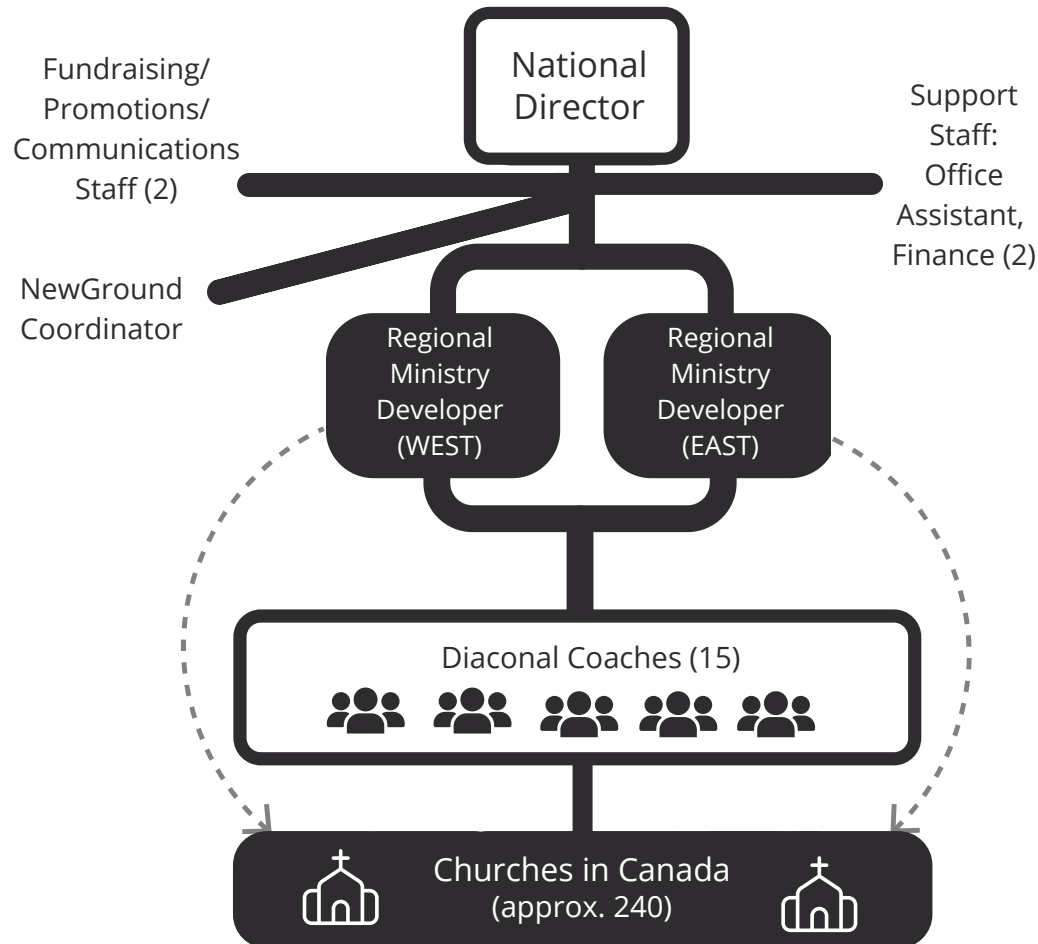 National
Director
Fundraising/
Promotions/
Communications
Staff (2)
Support
Staff:
Office
Assistant,
Finance (2)
NewGround
Coordinator
Regional
Ministry
Developer
(WEST)
Regional
Ministry
Developer
(EAST)
Diaconal Coaches (15)
Churches in Canada
(approx. 240)